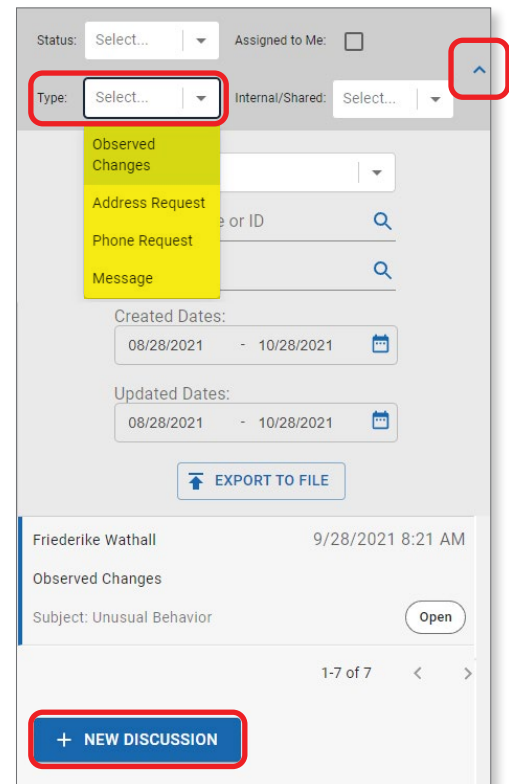 Status: Select... Assigned to Me:
Type: Select... Internal/Shared: Select...
Observed
Changes
Address Request
or ID
Phone Request
Message
Created Dates:
08/28/2021 - 10/28/2021
Updated Dates:
08/28/2021 - 10/28/2021
EXPORT TO FILE
Friederike Wathall 9/28/2021 8:21 AM
Observed Changes
Subject: Unusual Behavior Open
1-7 of 7 < >
+ NEW DISCUSSION